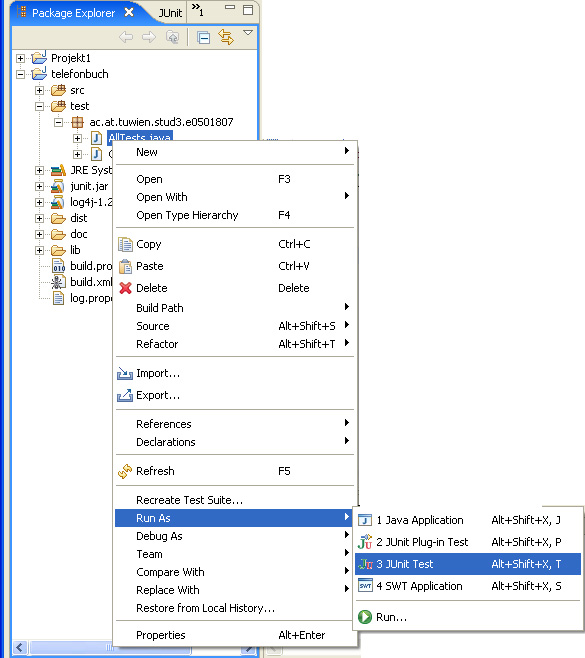 Package Explorer JUnit »1
Projekt1
telefonbuch
src
test
ac.at.tuwien.stud3.e0501807
AllTests.java
JRE Syst
junit.jar
log4j-1.2
dist
doc
lib
build.pro
build.xml
log.prope
New
Open F3
Open With
Open Type Hierarchy F4
Copy Ctrl+C
Paste Ctrl+V
Delete Delete
Build Path
Source Alt+Shift+S
Refactor Alt+Shift+T
Import...
Export...
References
Declarations
Refresh F5
Recreate Test Suite...
Run As
Debug As
Team
Compare With
Replace With
Restore from Local History...
Properties Alt+Enter
1 Java Application Alt+Shift+X, J
2 JUnit Plug-in Test Alt+Shift+X, P
3 JUnit Test Alt+Shift+X, T
4 SWT Application Alt+Shift+X, S
Run...